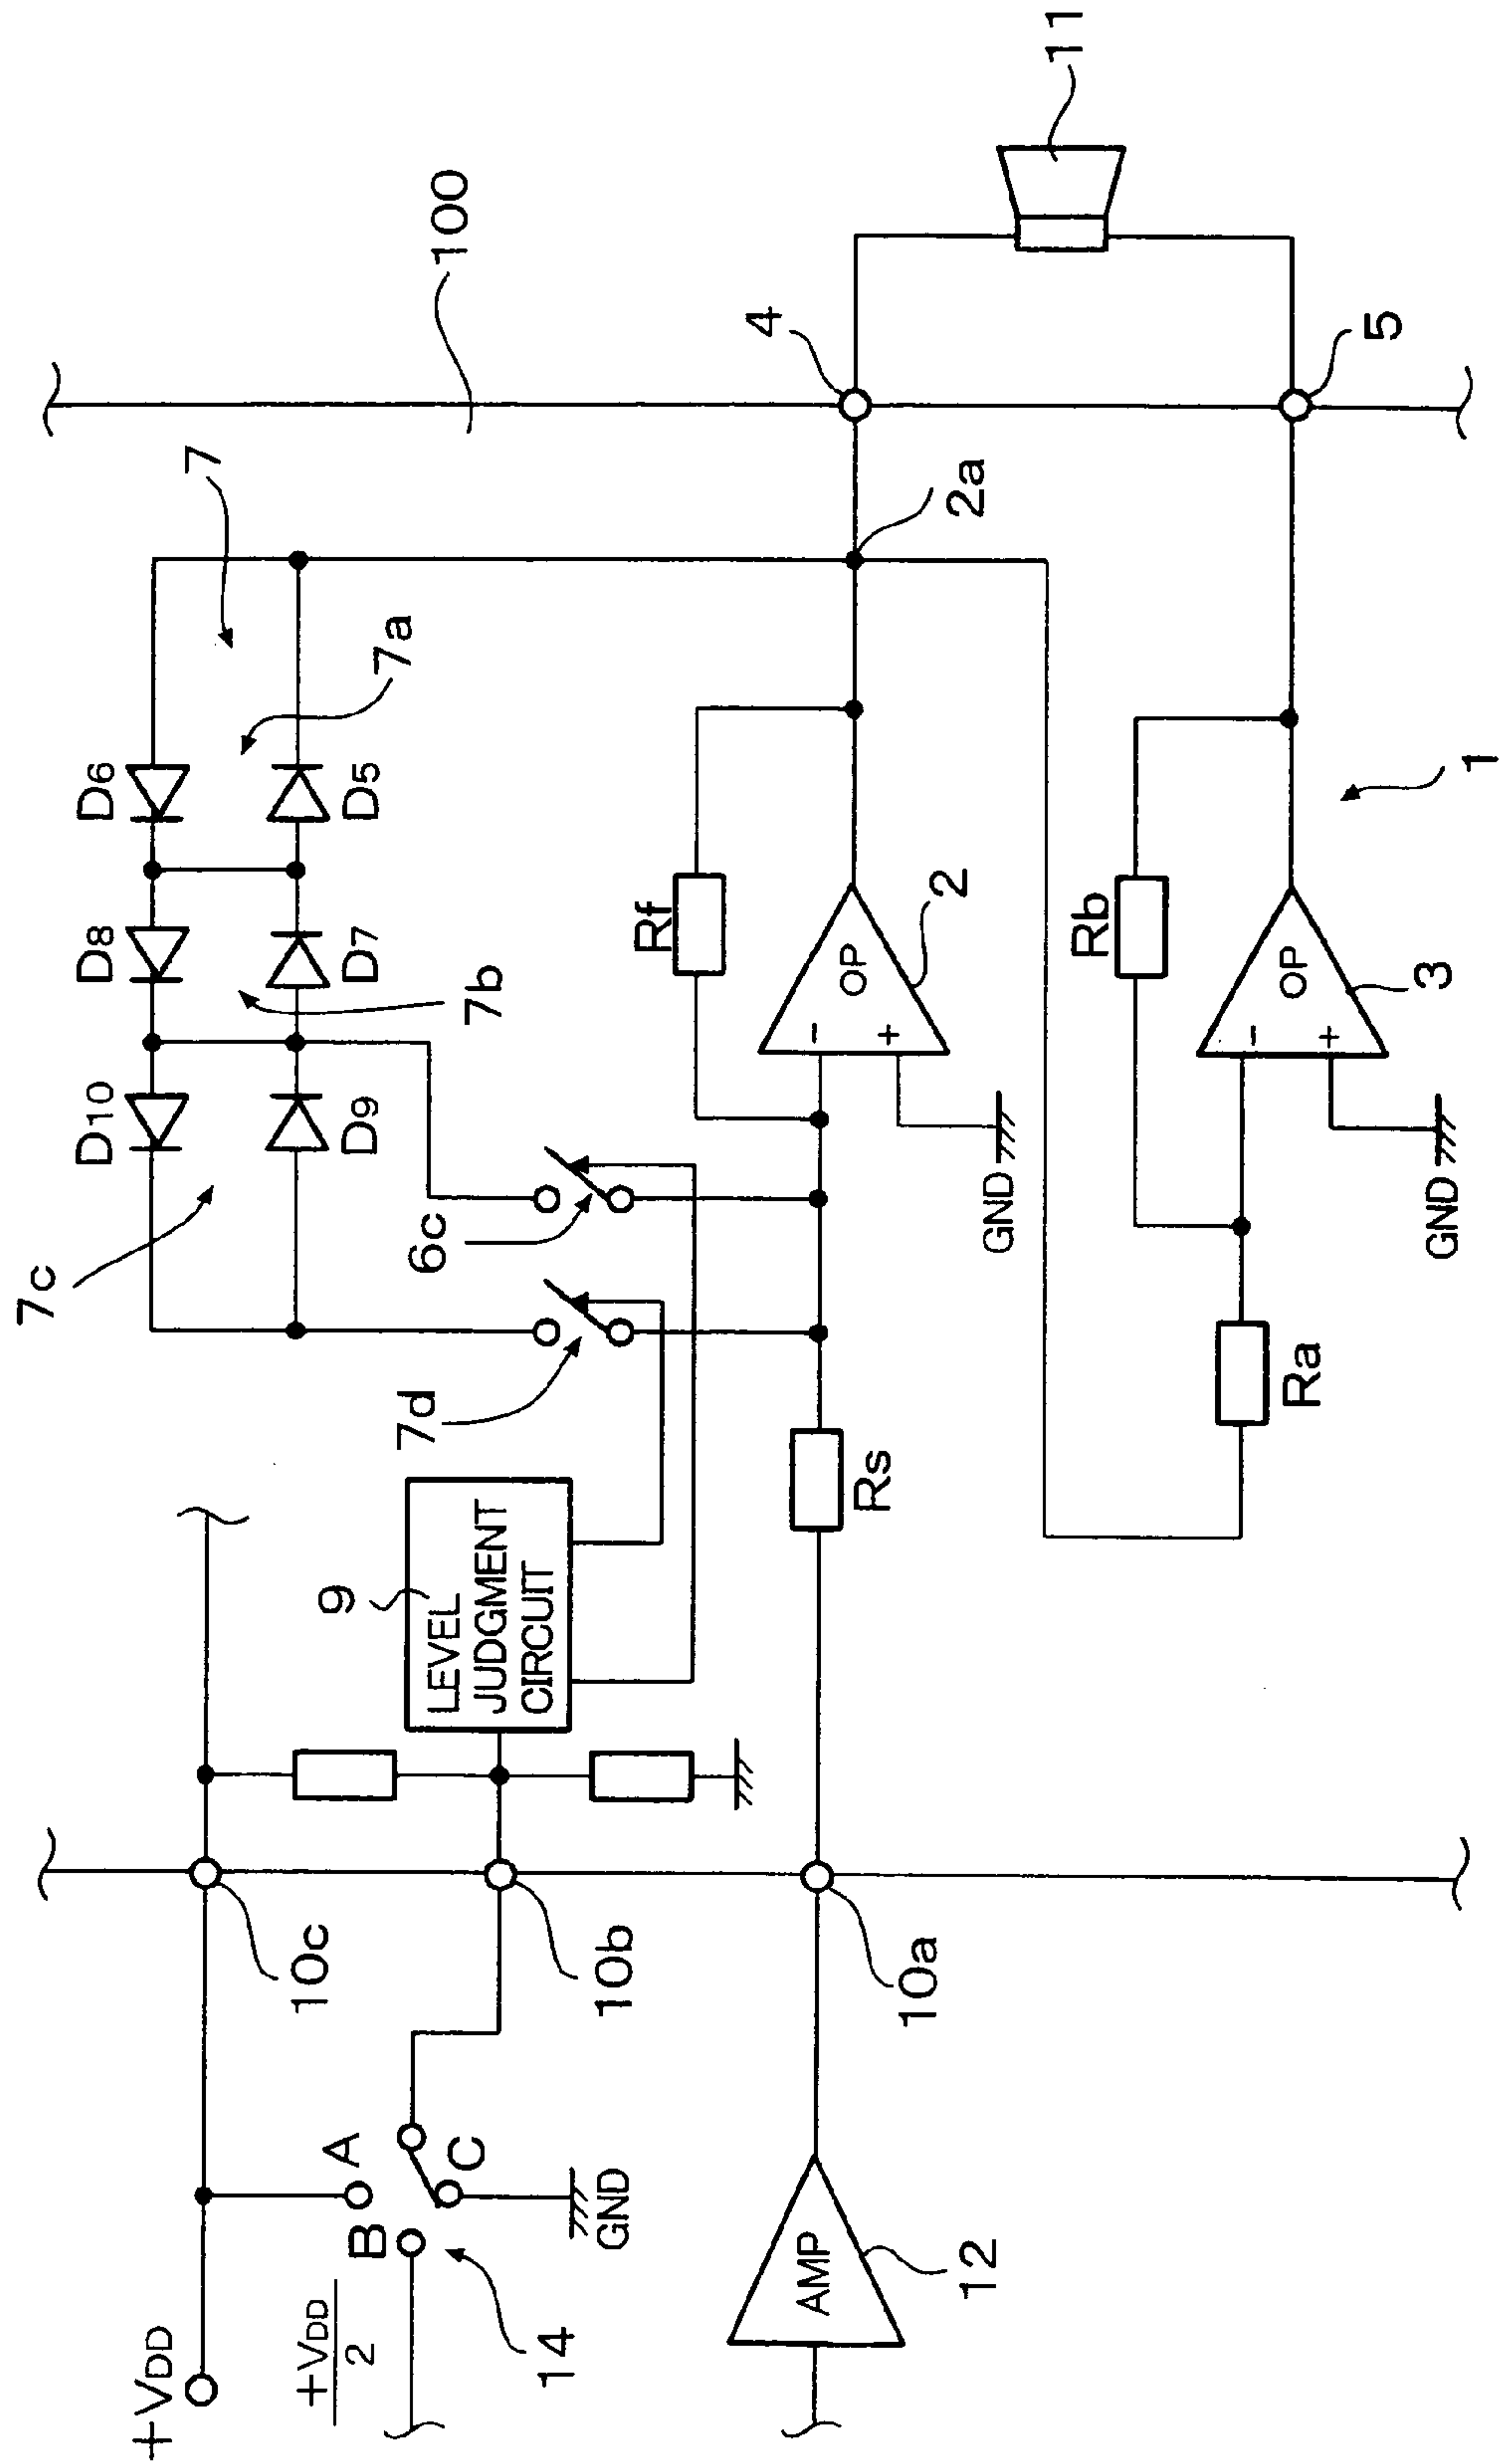 +VDD
+VDD
2
A
B
C
GND
14
10c
10b
10a
AMP
12
9
LEVEL
JUDGMENT
CIRCUIT
7c
7d
6c
D10
D8
D6
D9
D7
D5
7b
7a
7
100
Rs
Rf
OP
-
+
2
GND
2a
4
11
5
Ra
Rb
OP
-
+
3
GND
1